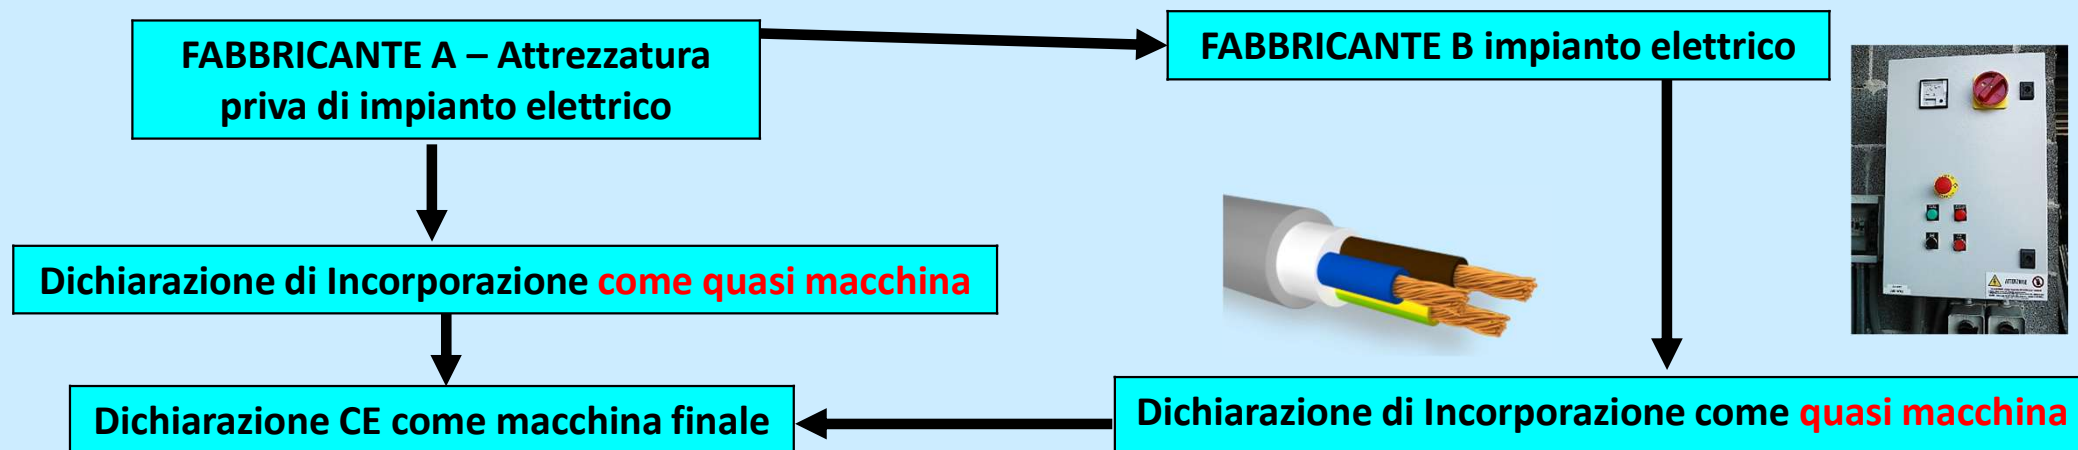 FABBRICANTE A – Attrezzatura
priva di impianto elettrico
FABBRICANTE B impianto elettrico
Dichiarazione di Incorporazione come quasi macchina
Dichiarazione CE come macchina finale
Dichiarazione di Incorporazione come quasi macchina
ATTENZIONE